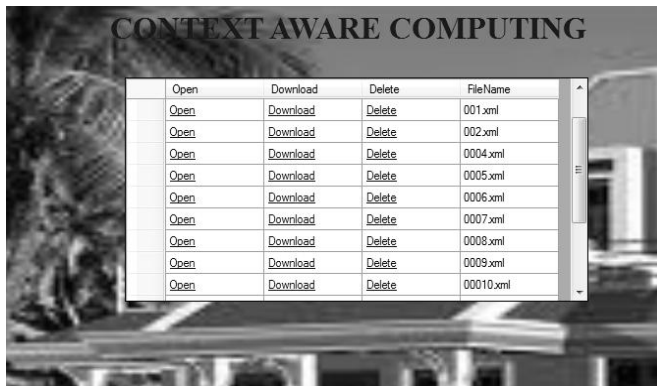 CONTEXT AWARE COMPUTING
Open Download Delete FileName
Open Download Delete 001.xml
Open Download Delete 002.xml
Open Download Delete 0004.xml
Open Download Delete 0005.xml
Open Download Delete 0006.xml
Open Download Delete 0007.xml
Open Download Delete 0008.xml
Open Download Delete 0009.xml
Open Download Delete 00010.xml